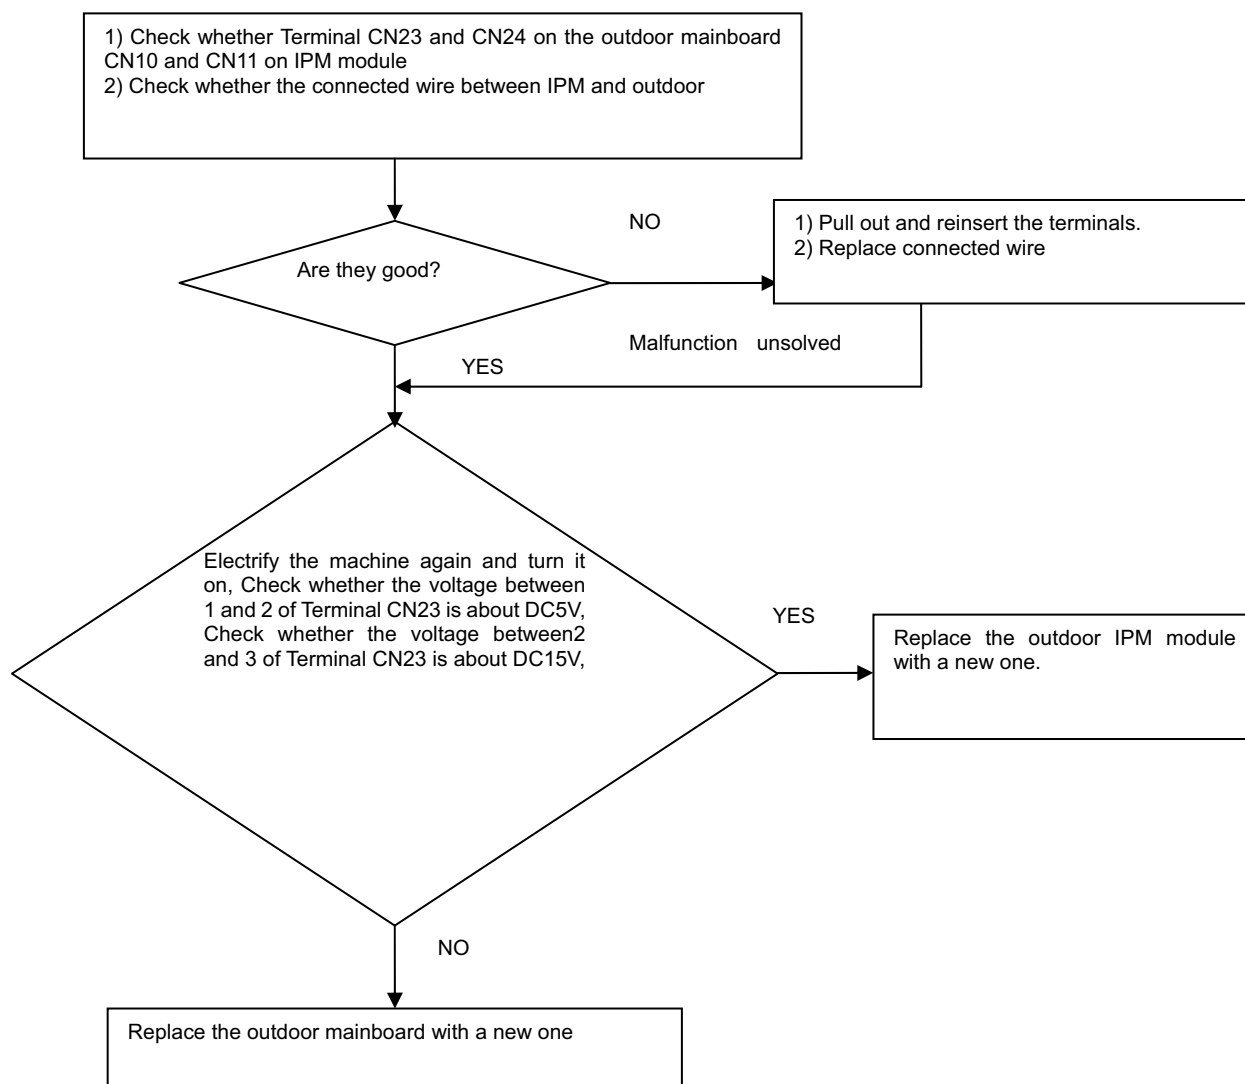 1) Check whether Terminal CN23 and CN24 on the outdoor mainboard
CN10 and CN11 on IPM module
2) Check whether the connected wire between IPM and outdoor
NO
1) Pull out and reinsert the terminals.
2) Replace connected wire
Are they good?
Malfunction unsolved
YES
Electrify the machine again and turn it
on, Check whether the voltage between
1 and 2 of Terminal CN23 is about DC5V,
Check whether the voltage between2
and 3 of Terminal CN23 is about DC15V,
YES
Replace the outdoor IPM module
with a new one.
NO
Replace the outdoor mainboard with a new one